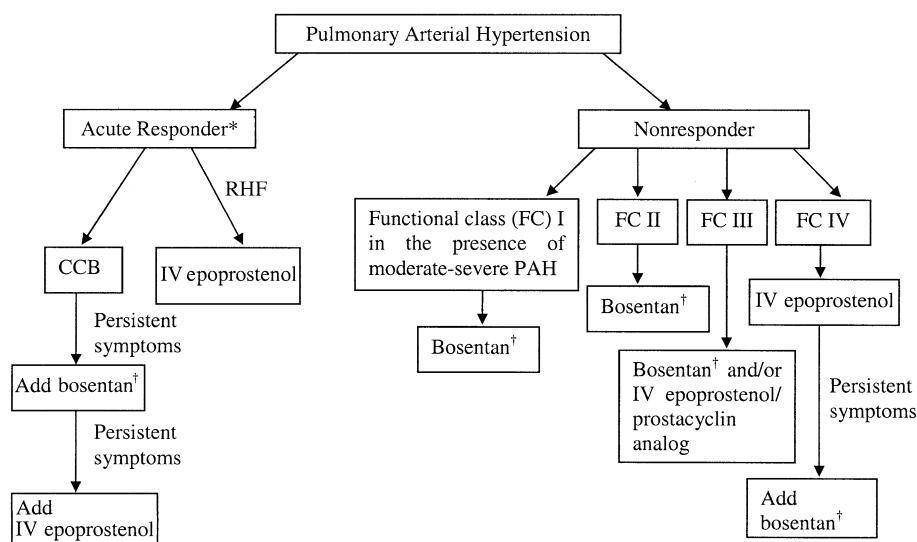 Pulmonary Arterial Hypertension
Acute Responder*
Nonresponder
RHF
CCB
IV epoprostenol
Persistent
symptoms
Add bosentan†
Persistent
symptoms
Add
IV epoprostenol
Functional class (FC) I
in the presence of
moderate-severe PAH
Bosentan†
FC II
Bosentan†
FC III
Bosentan† and/or
IV epoprostenol/
prostacyclin
analog
FC IV
IV epoprostenol
Persistent
symptoms
Add
bosentan†